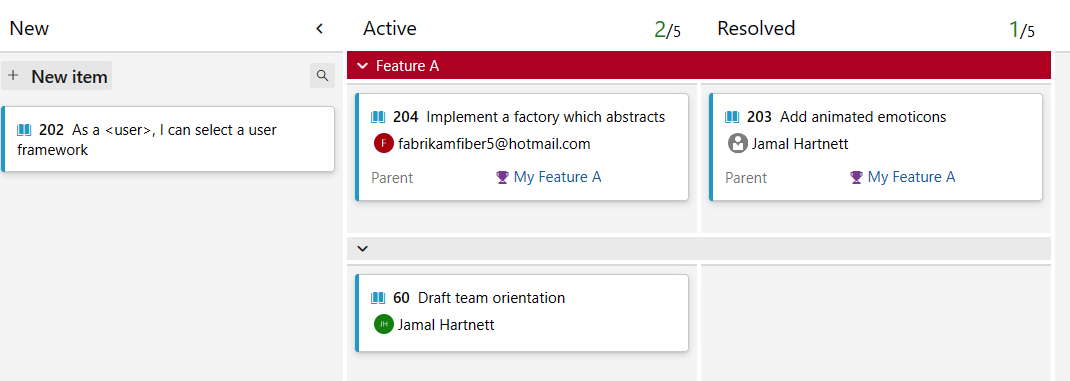 New
Active 2/5
Resolved 1/5
Feature A
+ New item
202 As a <user>, I can select a user
framework
204 Implement a factory which abstracts
F fabrikamfiber5@hotmail.com
Parent My Feature A
203 Add animated emoticons
Jamal Hartnett
Parent My Feature A
60 Draft team orientation
JH Jamal Hartnett